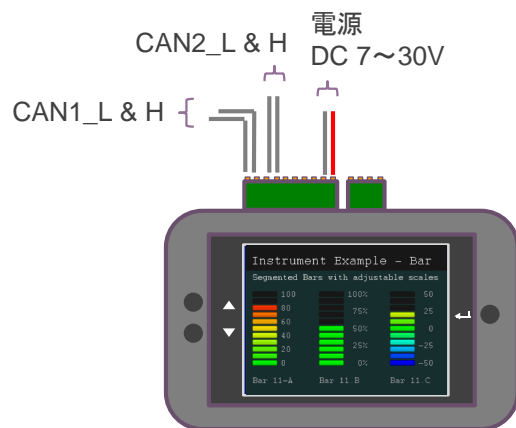 電源
DC 7～30V
CAN2_L & H
CAN1_L & H
Instrument Example - Bar
Segmented Bars with adjustable scales
100 100% 50
80 75% 25
60 50% 0
40 25% -25
20 0% -50
0
Bar 11-A Bar 11.B Bar 11.C